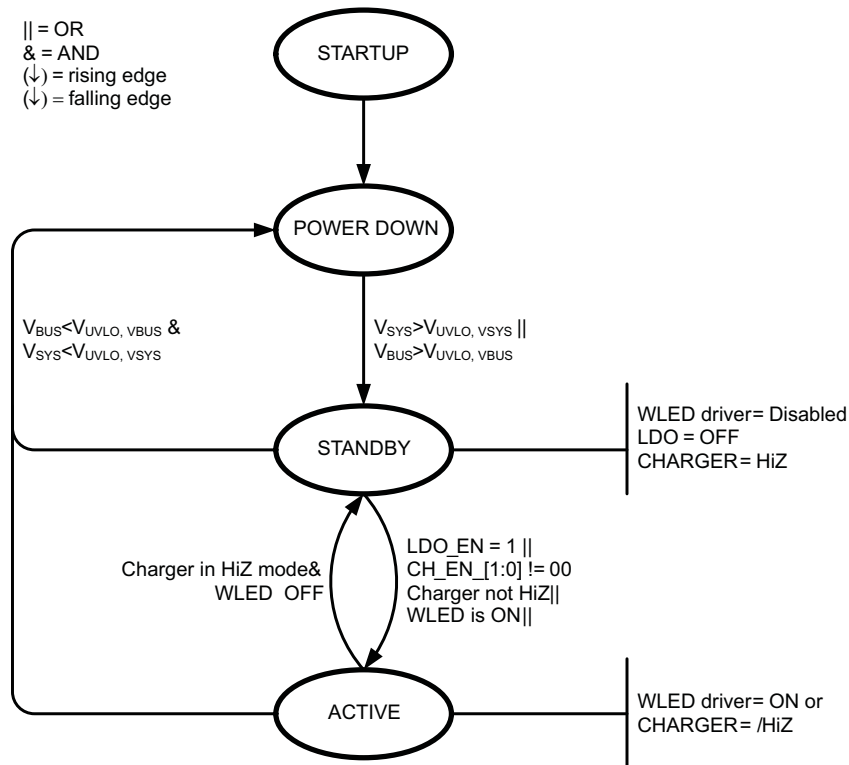 || = OR
& = AND
(↓) = rising edge
(↓) = falling edge
STARTUP
POWER DOWN
VBUS<VUVLO, VBUS &
VSYS<VUVLO, VSYS
VSYS>VUVLO, VSYS ||
VBUS>VUVLO, VBUS
STANDBY
WLED driver= Disabled
LDO = OFF
CHARGER= HiZ
Charger in HiZ mode&
WLED OFF
LDO_EN = 1 ||
CH_EN_[1:0] != 00
Charger not HiZ||
WLED is ON||
ACTIVE
WLED driver= ON or
CHARGER= /HiZ